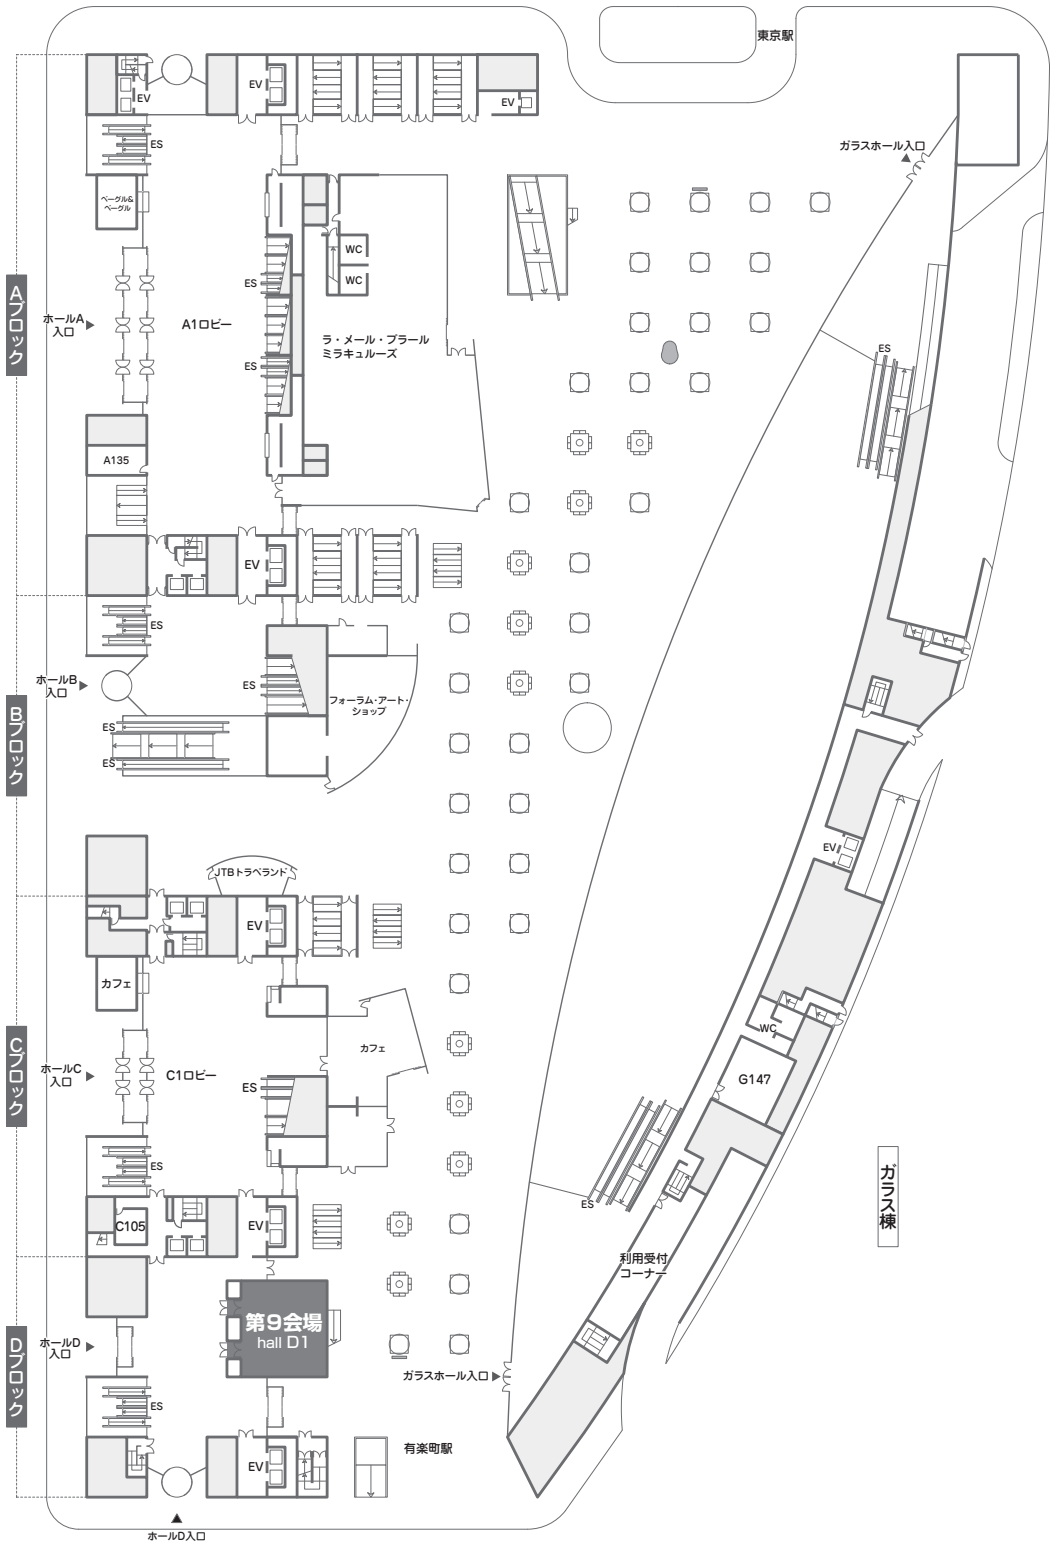 東京駅
EV
EV
EV
ガラスホール入口
ES
ベーグル&
ベーグル
WC
WC
ES
Aブロック
ホールA
入口
A1ロビー
ラ・メール・プラール
ミラキュルーズ
ES
ES
A135
EV
ES
ホールB
入口
ES
フォーラム・アート・
ショップ
Bブロック
ES
ES
EV
JTBトラベランド
EV
カフェ
WC
Cブロック
ホールC
入口
C1ロビー
カフェ
G147
ES
ES
ES
ガラス棟
C105
EV
利用受付
コーナー
第9会場
hall D1
Dブロック
ホールD
入口
ガラスホール入口
ES
有楽町駅
EV
ホールD入口